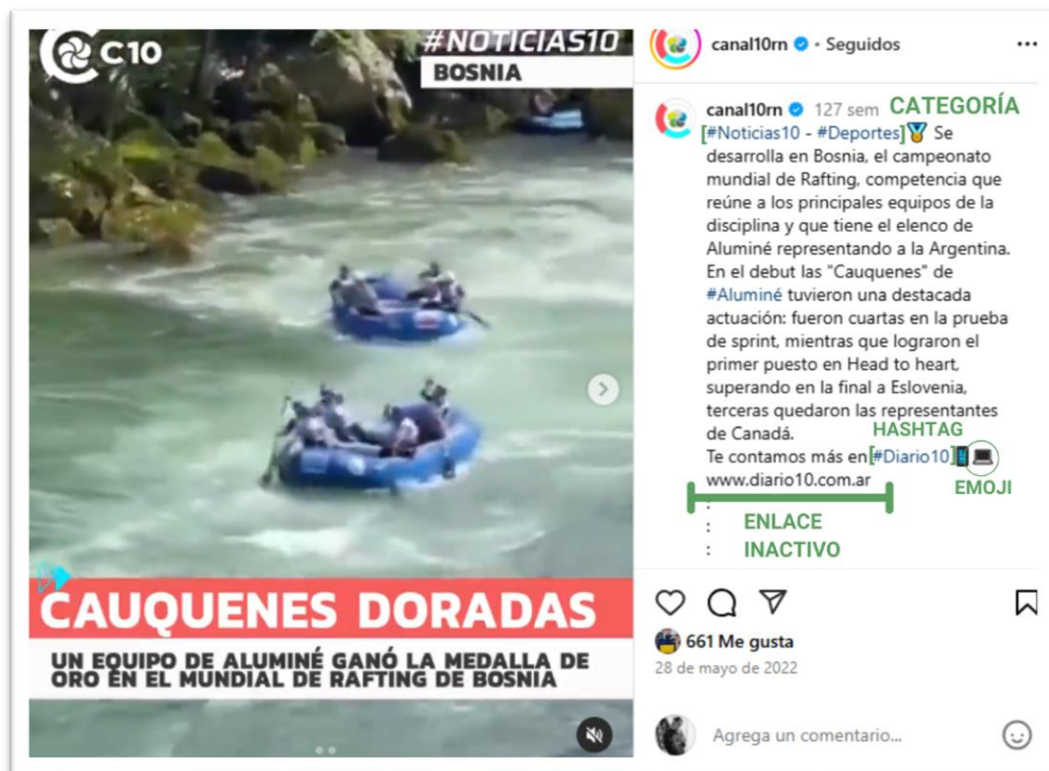 C10
#NOTICIAS10
BOSNIA
CAUQUENES DORADAS
UN EQUIPO DE ALUMINÉ GANÓ LA MEDALLA DE
ORO EN EL MUNDIAL DE RAFTING DE BOSNIA
canal10rn • Seguidos
canal10rn 127 sem CATEGORÍA
[#Noticias10 - #Deportes]🏅 Se
desarrolla en Bosnia, el campeonato
mundial de Rafting, competencia que
reúne a los principales equipos de la
disciplina y que tiene el elenco de
Aluminé representando a la Argentina.
En el debut las "Cauquenes" de
#Aluminé tuvieron una destacada
actuación: fueron cuartas en la prueba
de sprint, mientras que lograron el
primer puesto en Head to heart,
superando en la final a Eslovenia,
terceras quedaron las representantes
de Canadá.
HASHTAG
Te contamos más en [#Diario10]📱💻
www.diario10.com.ar
EMOJI
:
: ENLACE
: INACTIVO
661 Me gusta
28 de mayo de 2022
Agrega un comentario...